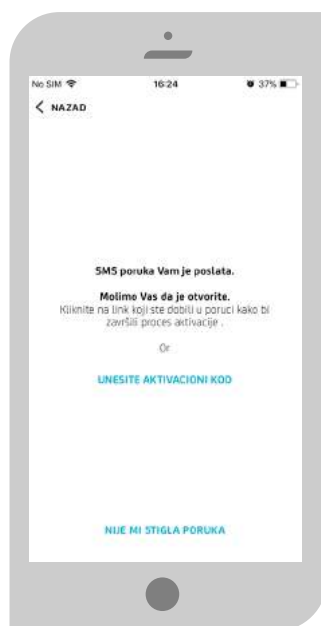 No SIM 16:24 37%
NAZAD
SMS poruka Vam je poslata.
Molimo Vas da je otvorite.
Kliknite na link koji ste dobili u poruci kako bi
završili proces aktivacije .
Or
UNESITE AKTIVACIONI KOD
NIJE MI STIGLA PORUKA